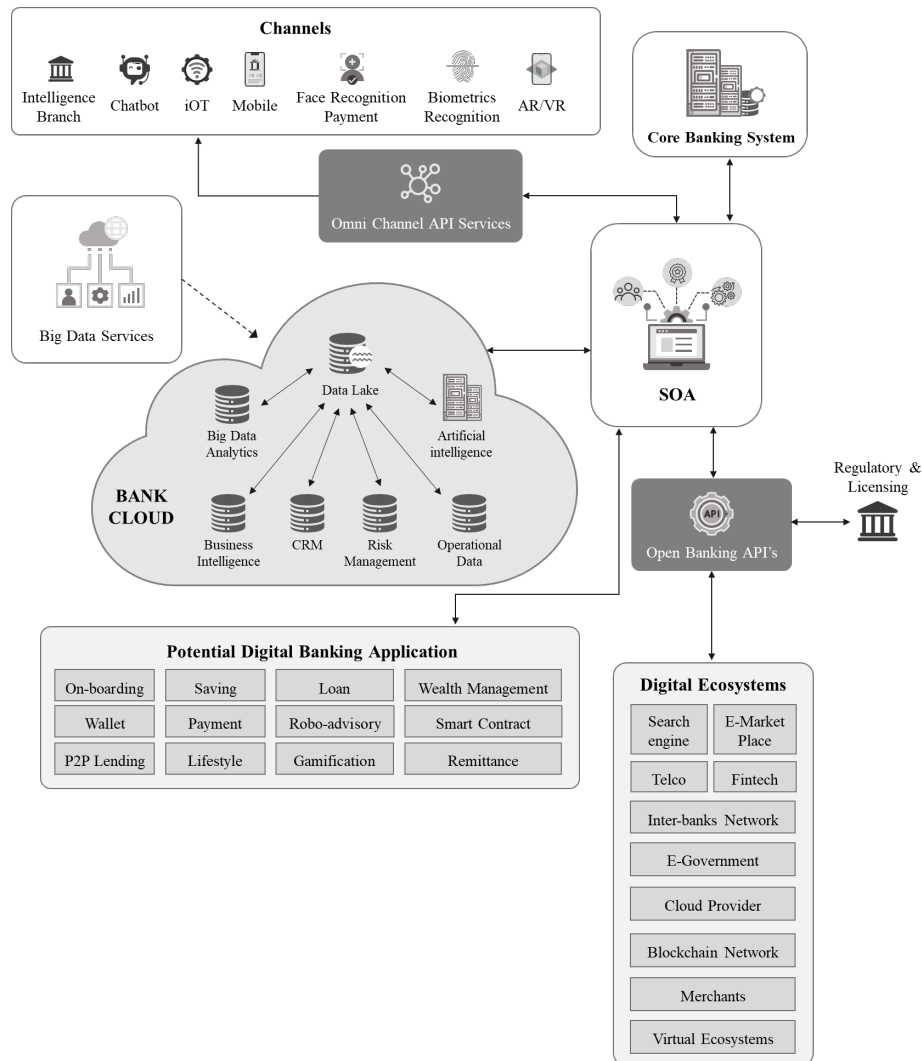 Channels
Intelligence
Branch
Chatbot
iOT
Mobile
Face Recognition
Payment
Biometrics
Recognition
AR/VR
Core Banking System
Omni Channel API Services
Big Data Services
SOA
Data Lake
Big Data
Analytics
Artificial
intelligence
BANK
CLOUD
Business
Intelligence
CRM
Risk
Management
Operational
Data
API
Open Banking API's
Regulatory &
Licensing
Potential Digital Banking Application
On-boarding
Saving
Loan
Wealth Management
Wallet
Payment
Robo-advisory
Smart Contract
P2P Lending
Lifestyle
Gamification
Remittance
Digital Ecosystems
Search
engine
E-Market
Place
Telco
Fintech
Inter-banks Network
E-Government
Cloud Provider
Blockchain Network
Merchants
Virtual Ecosystems